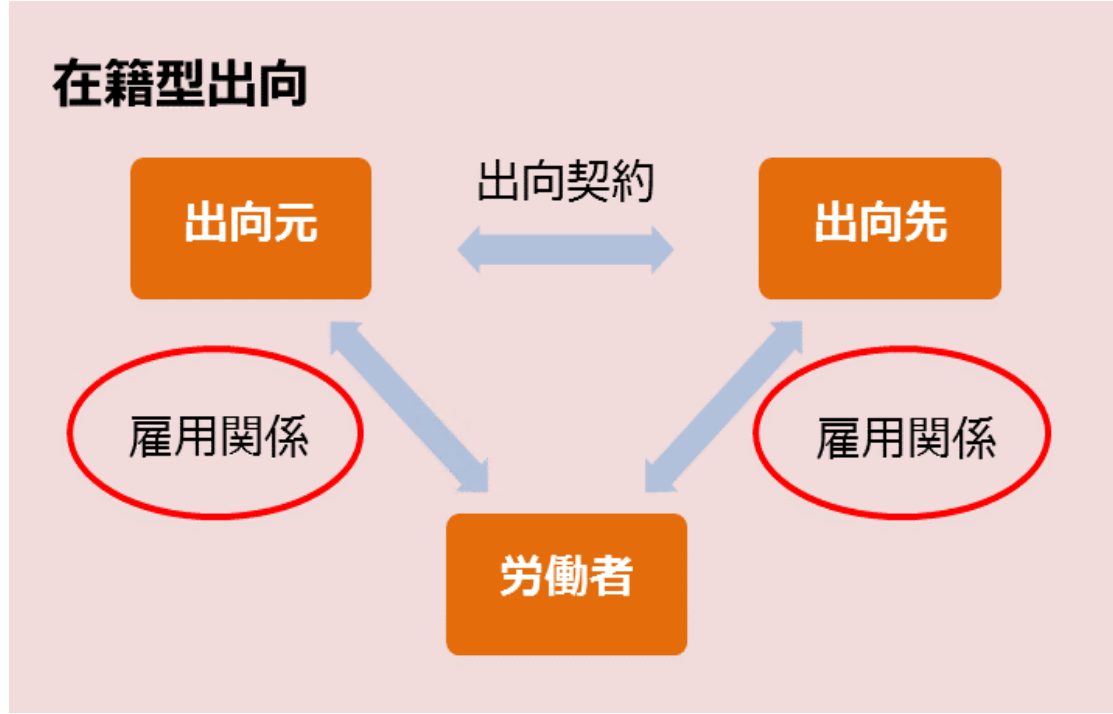 在籍型出向
出向契約
出向元
出向先
雇用関係
雇用関係
労働者